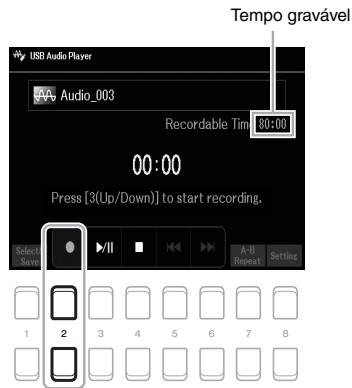 Tempo gravável
USB Audio Player
Audio_003
Recordable Time 80:00
00:00
Press [3(Up/Down)] to start recording.
Select/
Save
A-B
Repeat
Setting
1 2 3 4 5 6 7 8